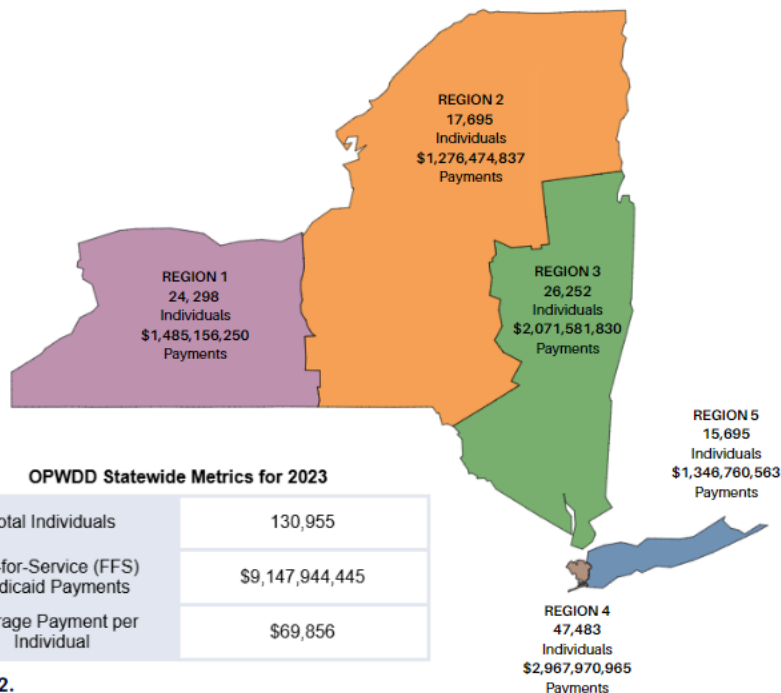 REGION 2
17,695
Individuals
$1,276,474,837
Payments
REGION 1
24, 298
Individuals
$1,485,156,250
Payments
REGION 3
26,252
Individuals
$2,071,581,830
Payments
REGION 5
15,695
Individuals
$1,346,760,563
Payments
REGION 4
47,483
Individuals
$2,967,970,965
Payments
OPWDD Statewide Metrics for 2023
otal Individuals 130,955
-for-Service (FFS)
dicaid Payments $9,147,944,445
rage Payment per
Individual $69,856
2.